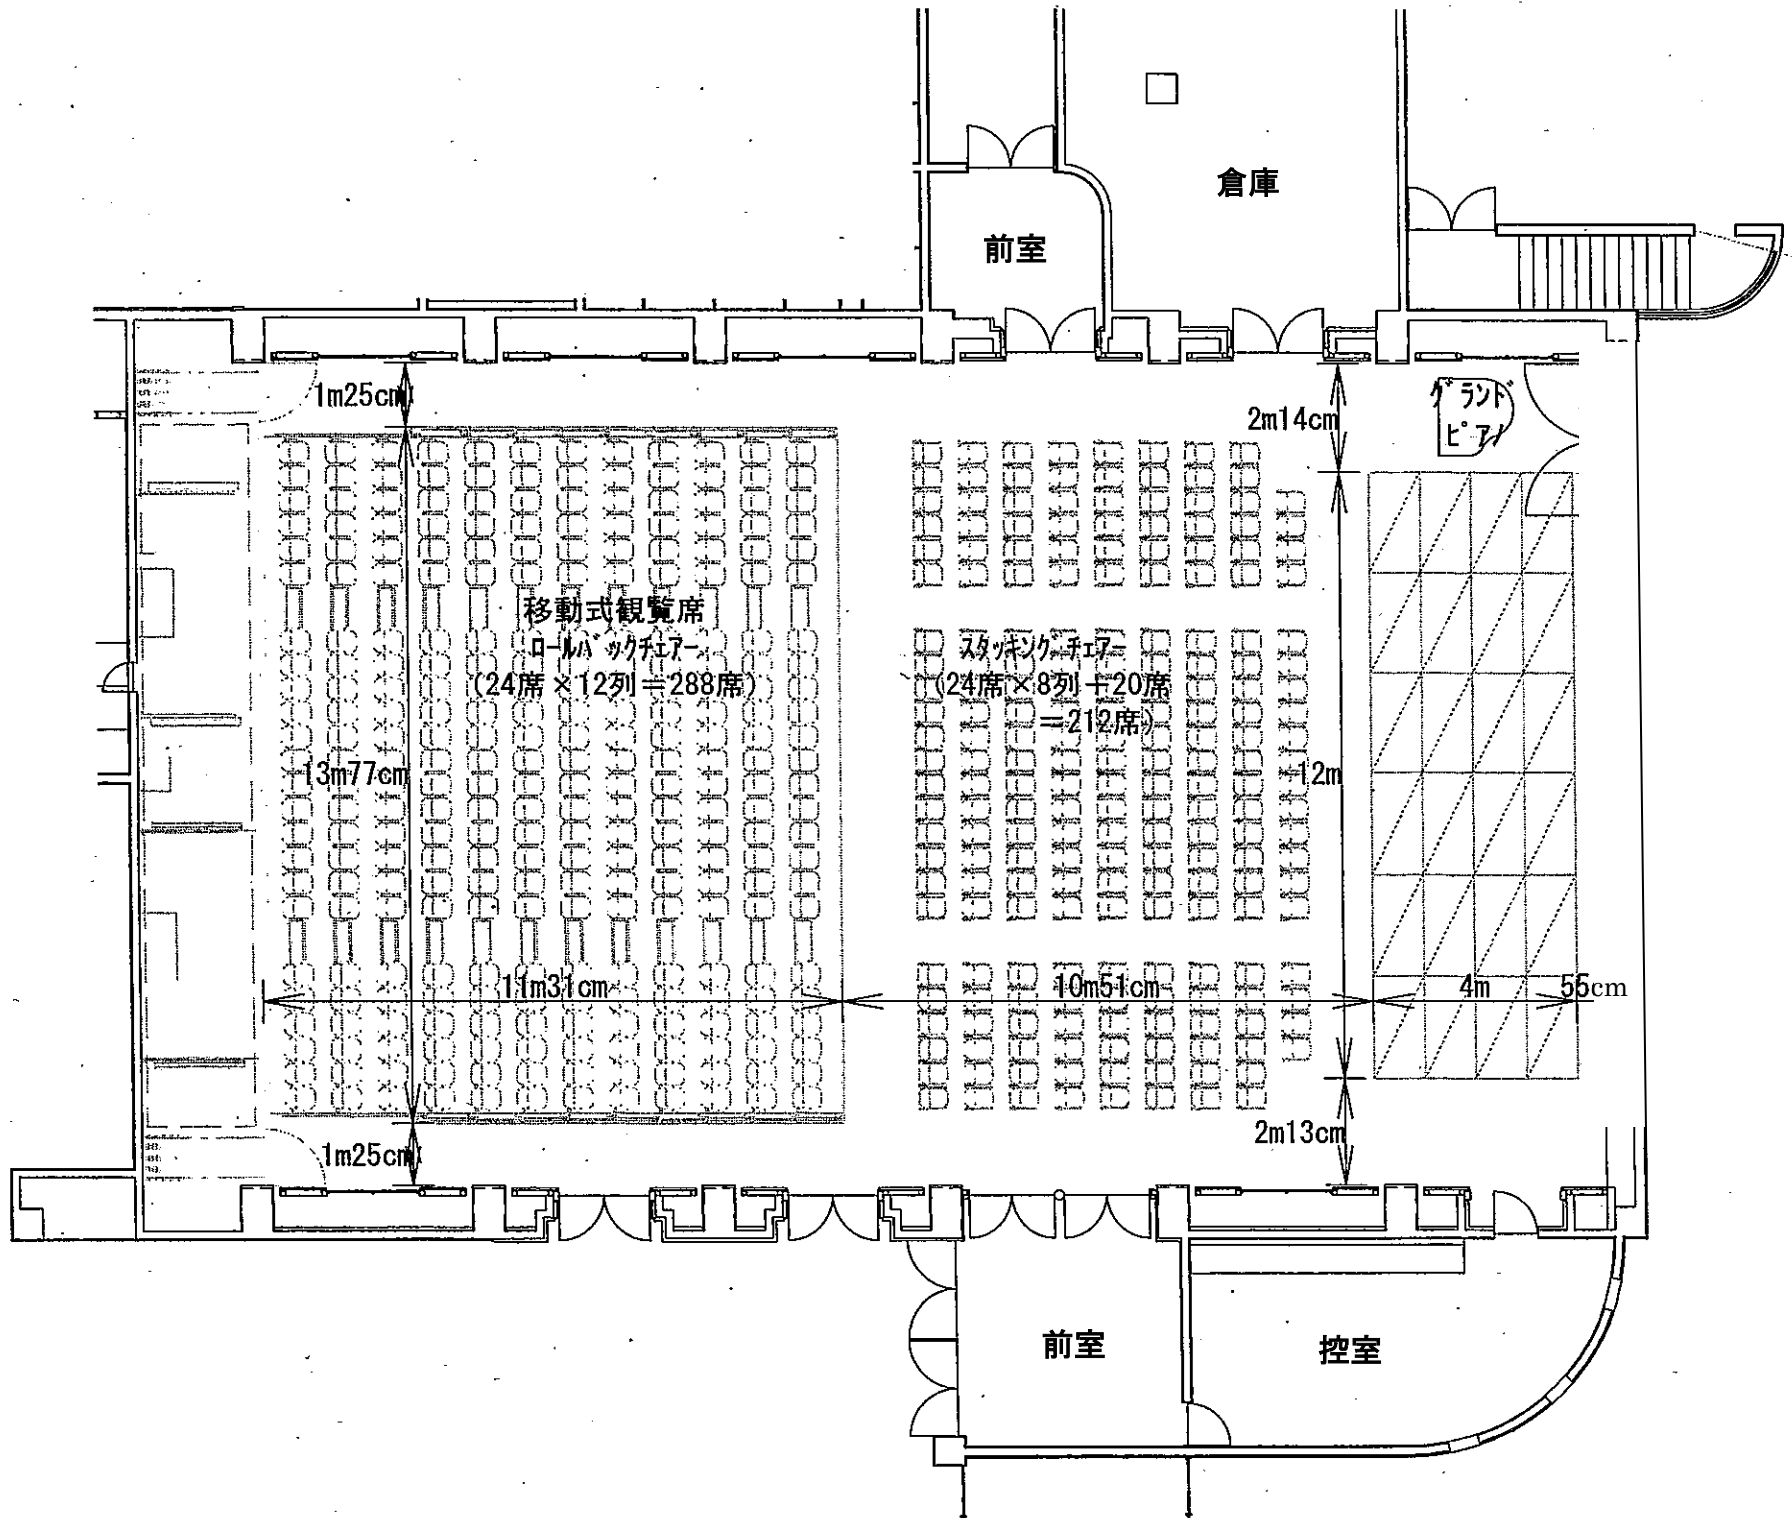 倉庫
前室
1m25cm
2m14cm
グランド
ピアノ
移動式観覧席
ロールバックチェアー
(24席×12列=288席)
スタッキングチェアー
(24席×8列+20席
=212席)
13m77cm
12m
11m31cm
10m51cm
4m
55cm
1m25cm
2m13cm
前室
控室